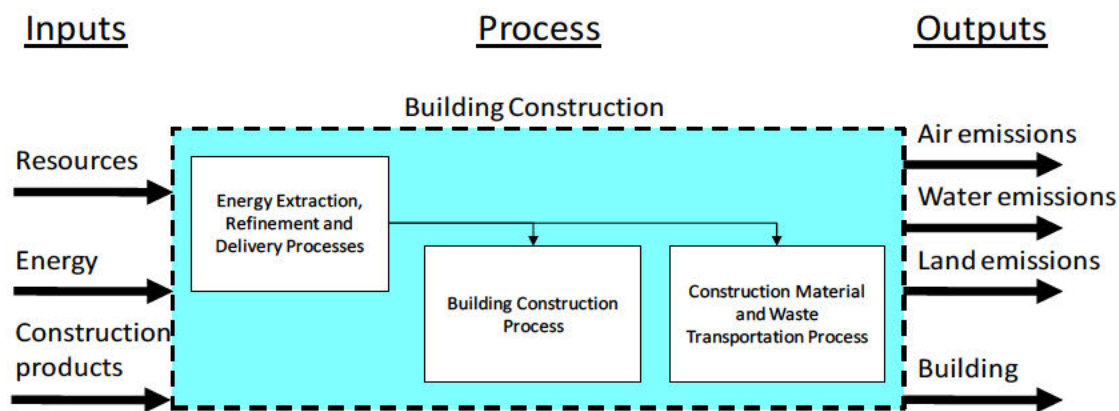 Inputs
Process
Outputs
Building Construction
Resources
Energy
Construction
products
Energy Extraction,
Refinement and
Delivery Processes
Building Construction
Process
Construction Material
and Waste
Transportation Process
Air emissions
Water emissions
Land emissions
Building